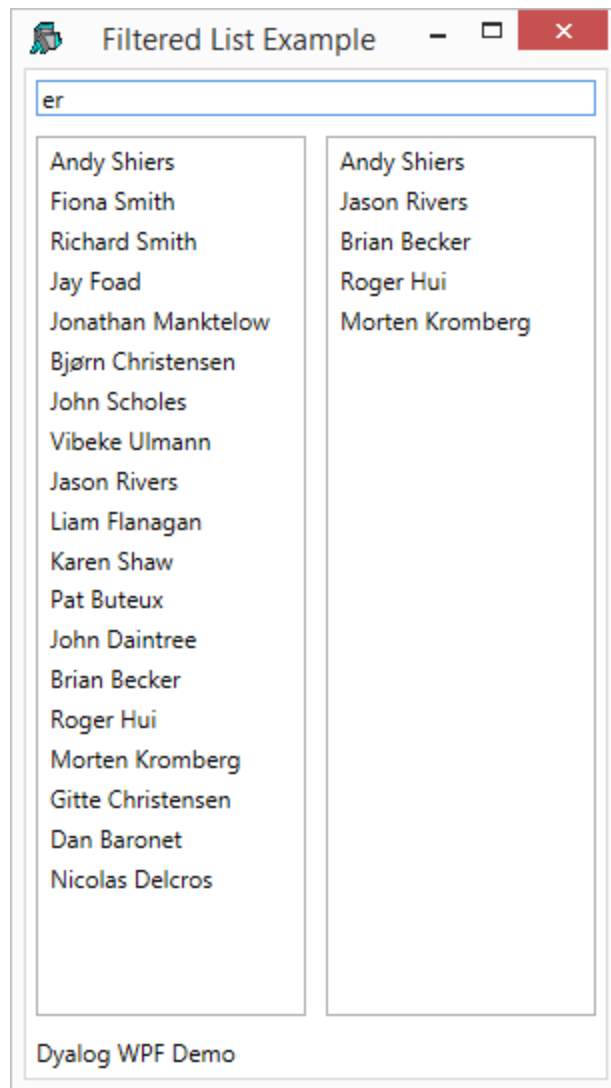 Filtered List Example
er
Andy Shiers
Fiona Smith
Richard Smith
Jay Foad
Jonathan Manktelow
Bjørn Christensen
John Scholes
Vibeke Ulmann
Jason Rivers
Liam Flanagan
Karen Shaw
Pat Buteux
John Daintree
Brian Becker
Roger Hui
Morten Kromberg
Gitte Christensen
Dan Baronet
Nicolas Delcros
Andy Shiers
Jason Rivers
Brian Becker
Roger Hui
Morten Kromberg
Dyalog WPF Demo